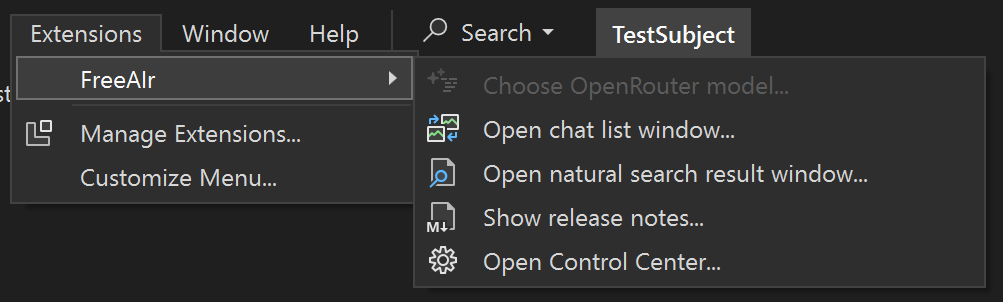 Extensions Window Help Search TestSubject
st FreeAIr Choose OpenRouter model...
Open chat list window...
Manage Extensions...
Open natural search result window...
Customize Menu...
M↓ Show release notes...
Open Control Center...